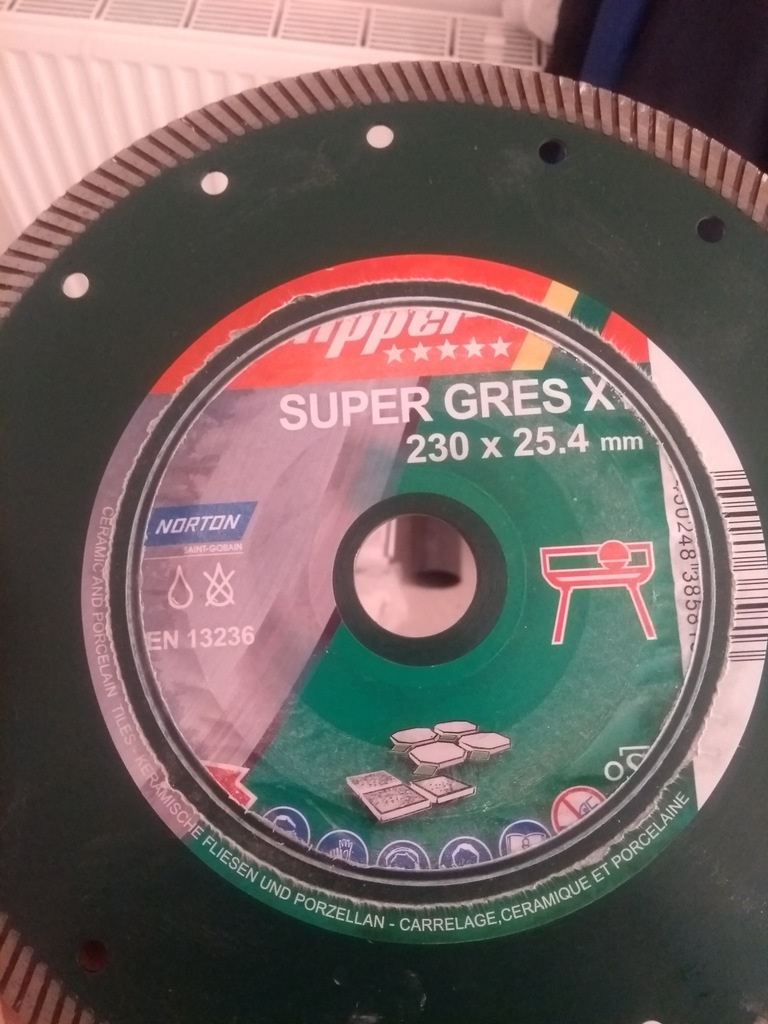 SUPER GRES
230 x 25.4 mm
NORTON
SAINT-GOBAIN
EN 13236
CERAMIC AND PORCELAIN TILES - KERAMISCHE FLIESEN UND PORZELLAN - CARRELAGE, CERAMIQUE ET PORCELAINE